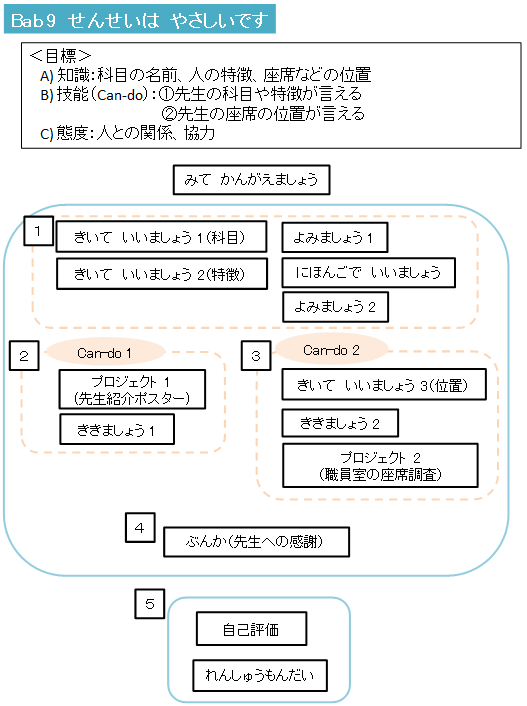 Bab9 せんせいは やさしいです
＜目標＞
A) 知識：科目の名前、人の特徴、座席などの位置
B) 技能（Can-do）：①先生の科目や特徴が言える
②先生の座席の位置が言える
C) 態度：人との関係、協力
みて かんがえましょう
1
きいて いいましょう1（科目）
きいて いいましょう2（特徴）
よみましょう1
にほんごで いいましょう
よみましょう2
2
Can-do 1
プロジェクト 1
（先生紹介ポスター）
ききましょう1
3
Can-do 2
きいて いいましょう3（位置）
ききましょう2
プロジェクト 2
（職員室の座席調査）
4
ぶんか（先生への感謝）
5
自己評価
れんしゅうもんだい